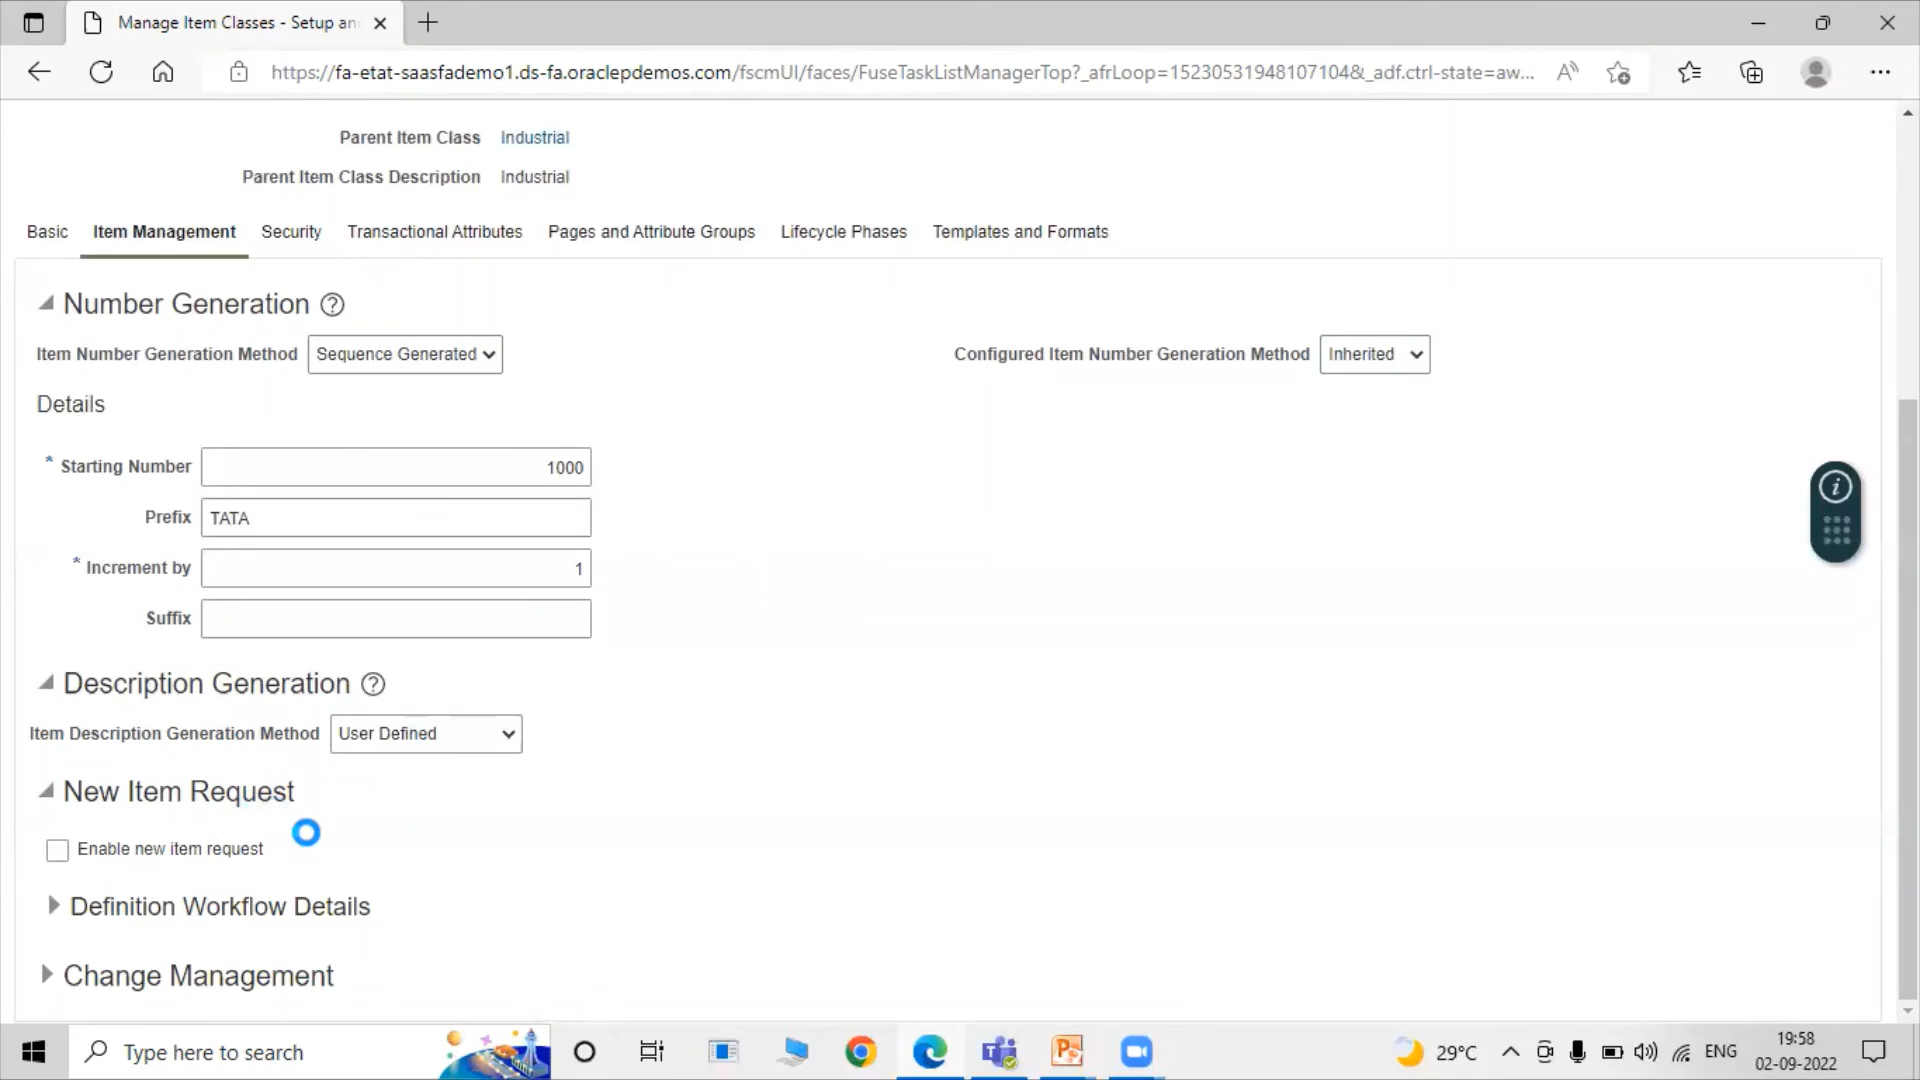 Manage Item Classes - Setup an
https://fa-etat-saasfademo1.ds-fa.oraclepdemos.com/fscmUI/faces/FuseTaskListManagerTop?_afrLoop=15230531948107104&_adf.ctrl-state=aw...
Parent Item Class Industrial
Parent Item Class Description Industrial
Basic Item Management Security Transactional Attributes Pages and Attribute Groups Lifecycle Phases Templates and Formats
Number Generation ?
Item Number Generation Method Sequence Generated Configured Item Number Generation Method Inherited
Details
* Starting Number 1000
Prefix TATA
* Increment by 1
Suffix
Description Generation ?
Item Description Generation Method User Defined
New Item Request
Enable new item request
Definition Workflow Details
Change Management
Type here to search
29°C ENG
19:58
02-09-2022